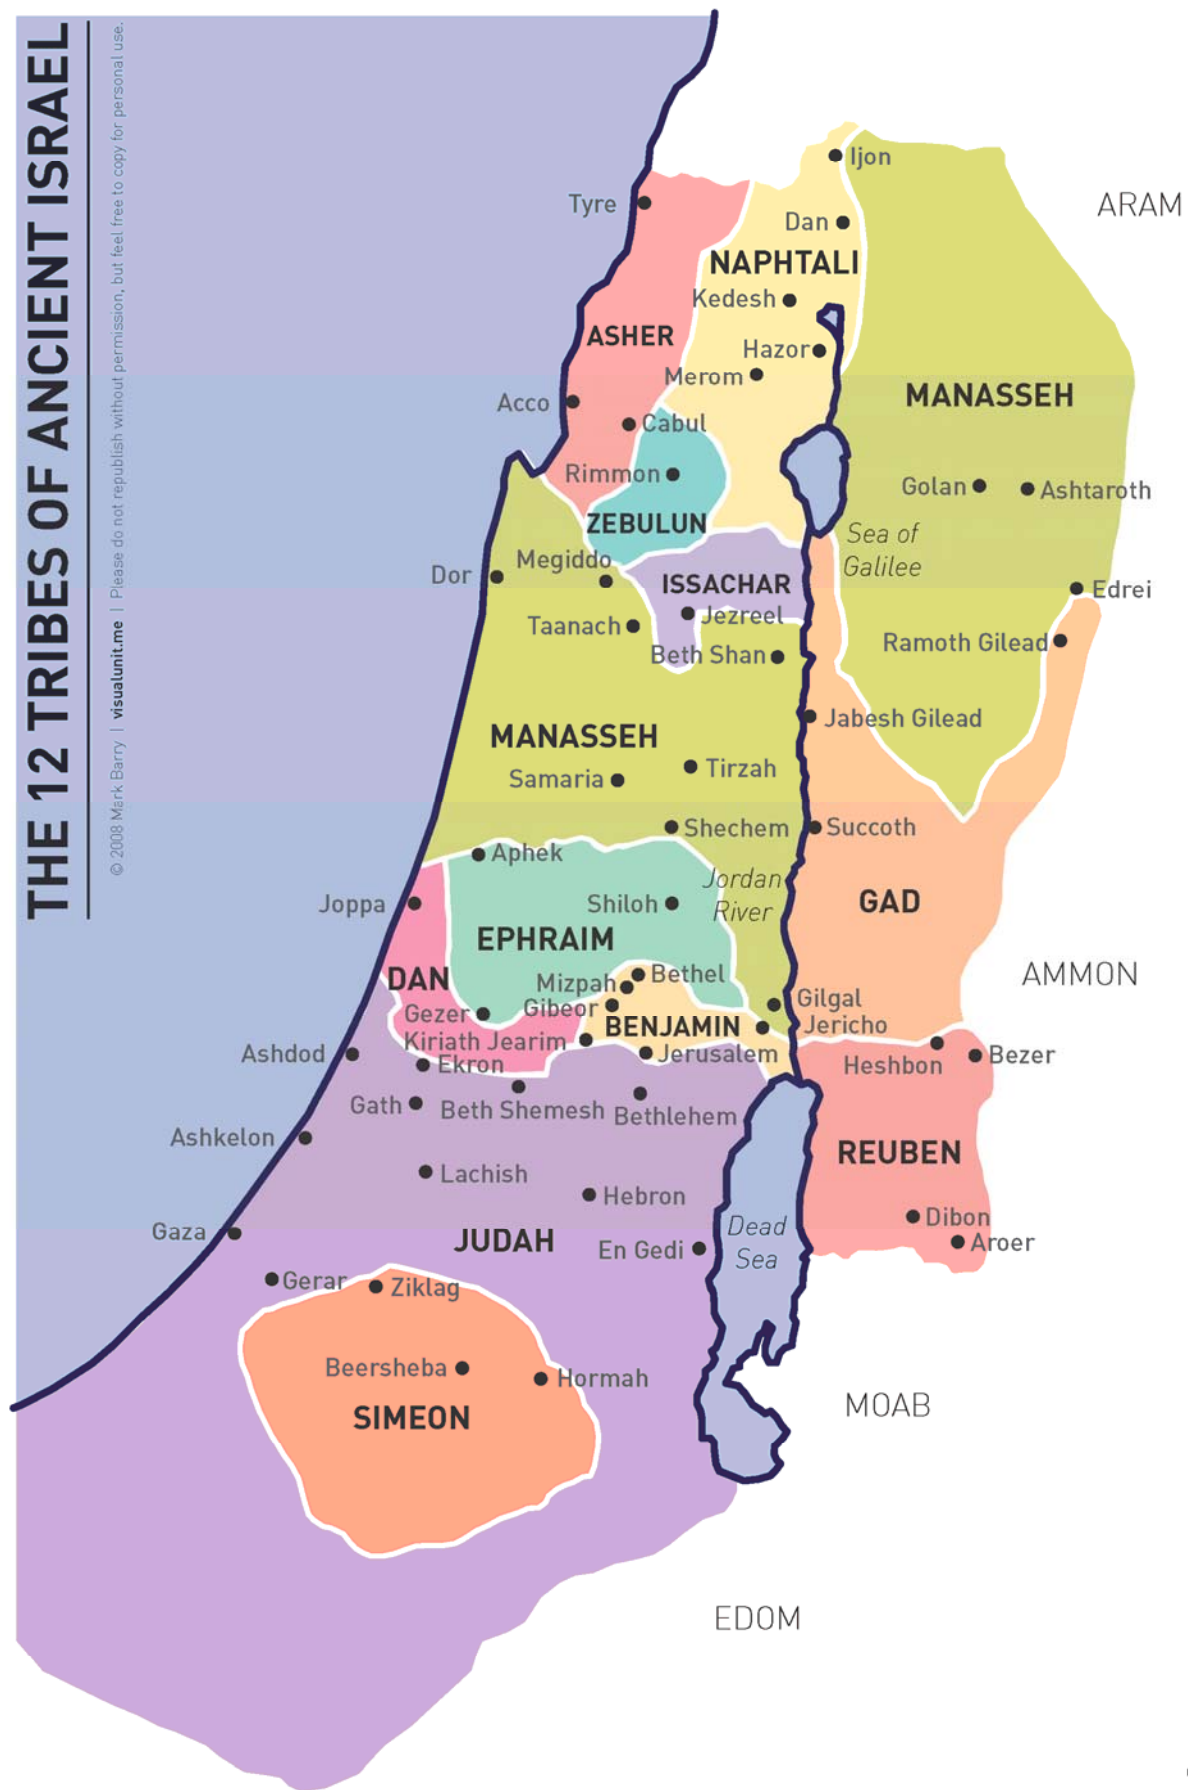 THE 12 TRIBES OF ANCIENT ISRAEL
© 2008 Mark Barry | visualunit.me | Please do not republish without permission, but feel free to copy for personal use.
Ijon
ARAM
Tyre
Dan
NAPHTALI
Kedesh
ASHER
Hazor
Merom
MANASSEH
Acco
Cabul
Rimmon
Golan
Ashtaroth
ZEBULUN
Sea of
Galilee
Megiddo
Dor
ISSACHAR
Edrei
Jezreel
Taanach
Ramoth Gilead
Beth Shan
Jabesh Gilead
MANASSEH
Tirzah
Samaria
Shechem
Succoth
Aphek
Jordan
River
Joppa
Shiloh
GAD
EPHRAIM
DAN
Bethel
AMMON
Mizpah
Gibeor
Gilgal
Gezer
BENJAMIN
Jericho
Kiriath Jearim
Jerusalem
Ashdod
Ekron
Heshbon
Bezer
Gath
Beth Shemesh
Bethlehem
Ashkelon
REUBEN
Lachish
Hebron
Dibon
Gaza
JUDAH
En Gedi
Dead
Sea
Aroer
Gerar
Ziklag
Beersheba
Hormah
SIMEON
MOAB
EDOM